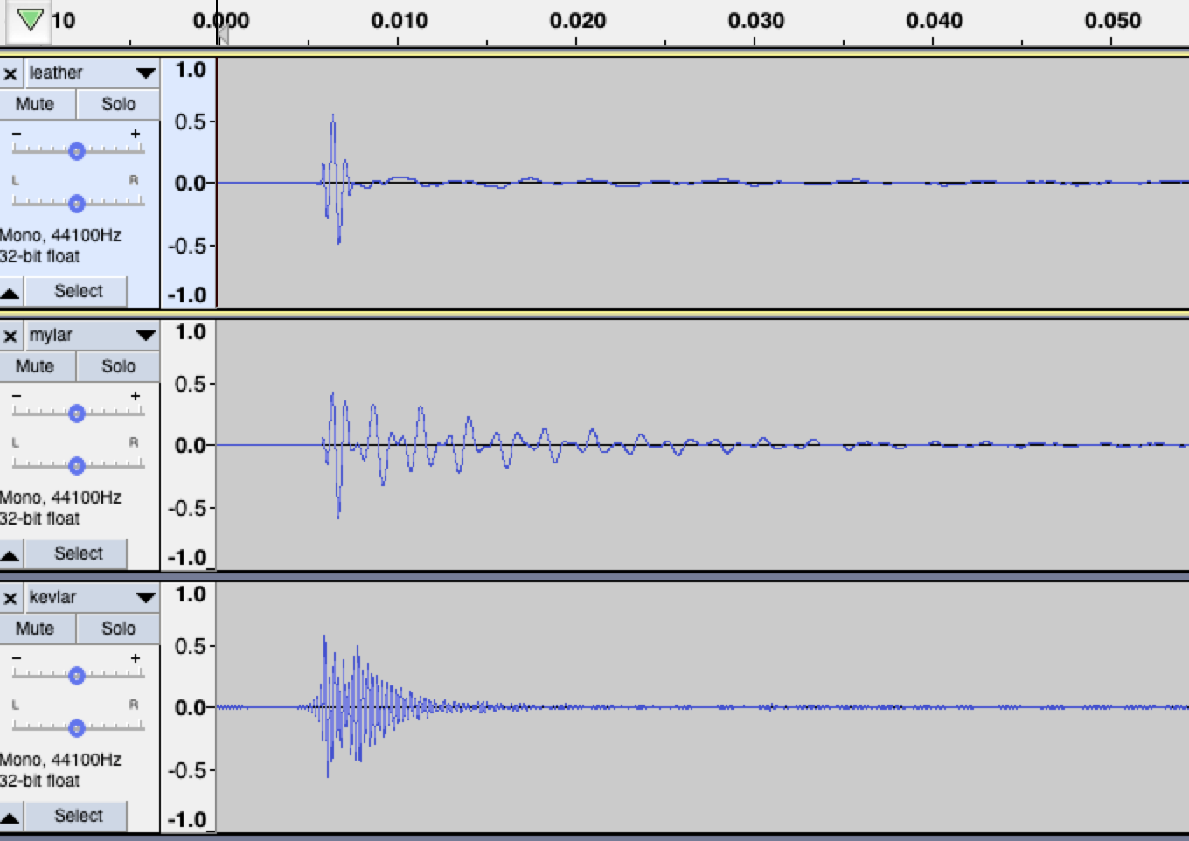 10 0.000 0.010 0.020 0.030 0.040 0.050
× leather 1.0
Mute Solo
0.5
- +
L R 0.0
Mono, 44100Hz -0.5
32-bit float
Select -1.0
× mylar 1.0
Mute Solo
0.5
- +
L R 0.0
Mono, 44100Hz -0.5
32-bit float
Select -1.0
× kevlar 1.0
Mute Solo
0.5
- +
L R 0.0
Mono, 44100Hz -0.5
32-bit float
Select -1.0